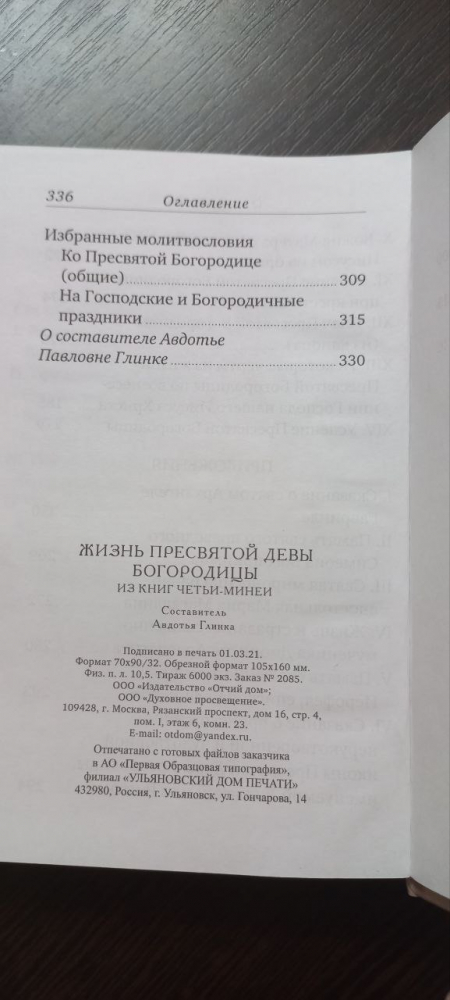 336 Оглавление
Избранные молитвословия
Ко Пресвятой Богородице
(общие)..............................................309
На Господские и Богородичные
праздники........................................315
О составителе Авдотье
Павловне Глинке....................................330
ЖИЗНЬ ПРЕСВЯТОЙ ДЕВЫ
БОГОРОДИЦЫ
ИЗ КНИГ ЧЕТЬИ-МИНЕИ
Составитель
Авдотья Глинка
Подписано в печать 01.03.21.
Формат 70х90/32. Обрезной формат 105х160 мм.
Физ. п. л. 10,5. Тираж 6000 экз. Заказ № 2085.
ООО «Издательство «Отчий дом»;
ООО «Духовное просвещение».
109428, г. Москва, Рязанский проспект, дом 16, стр. 4,
пом. I, этаж 6, комн. 23.
E-mail: otdom@yandex.ru.
Отпечатано с готовых файлов заказчика
в АО «Первая Образцовая типография»,
филиал «УЛЬЯНОВСКИЙ ДОМ ПЕЧАТИ»
432980, Россия, г. Ульяновск, ул. Гончарова, 14